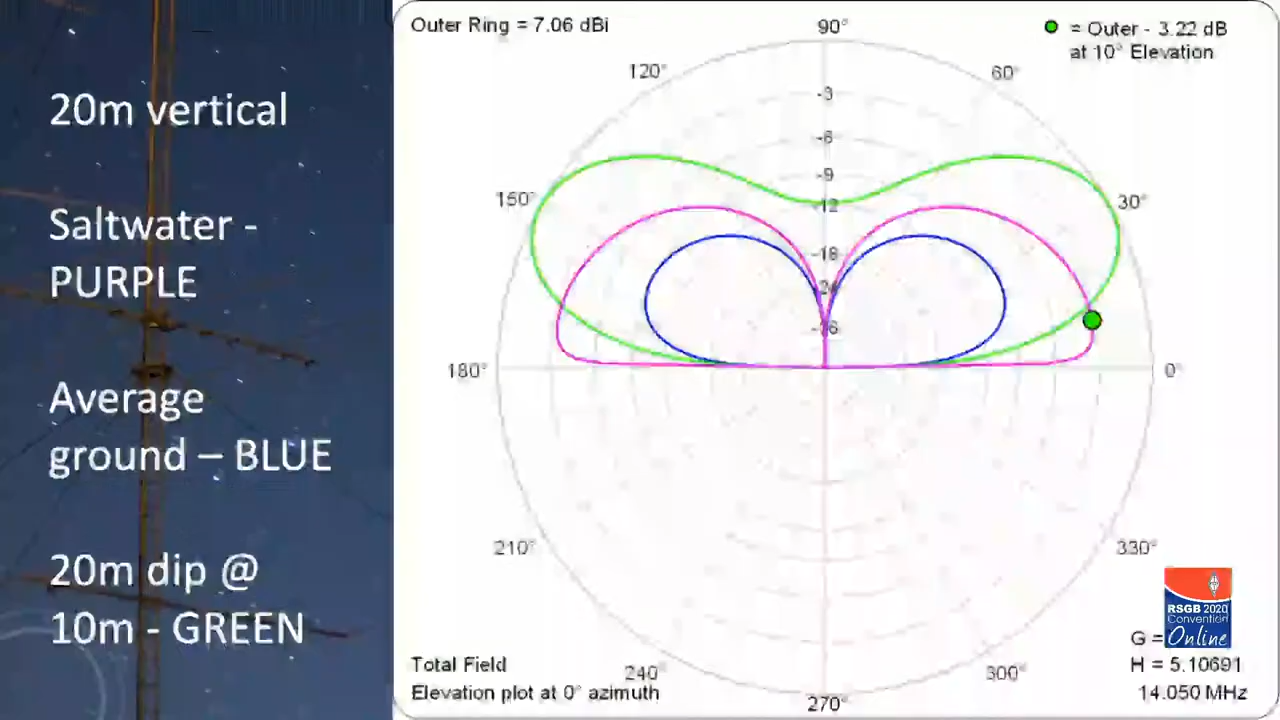 20m vertical
Saltwater -
PURPLE
Average
ground – BLUE
20m dip @
10m - GREEN
Outer Ring = 7.06 dBi
90°
= Outer - 3.22 dB
at 10° Elevation
120°
60°
-3
-6
-9
150°
30°
-12
-18
180°
0°
210°
330°
RSGB 2020
Convention
Online
G =
Total Field
H = 5.10691
240°
300°
Elevation plot at 0° azimuth
14.050 MHz
270°